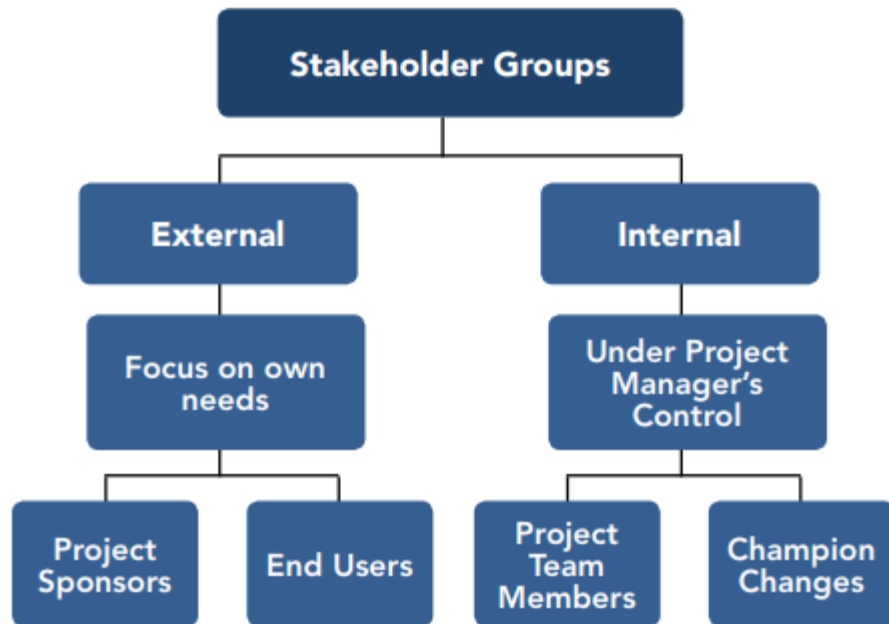 Stakeholder Groups
External
Internal
Focus on own
needs
Under Project
Manager’s
Control
Project
Sponsors
End Users
Project
Team
Members
Champion
Changes